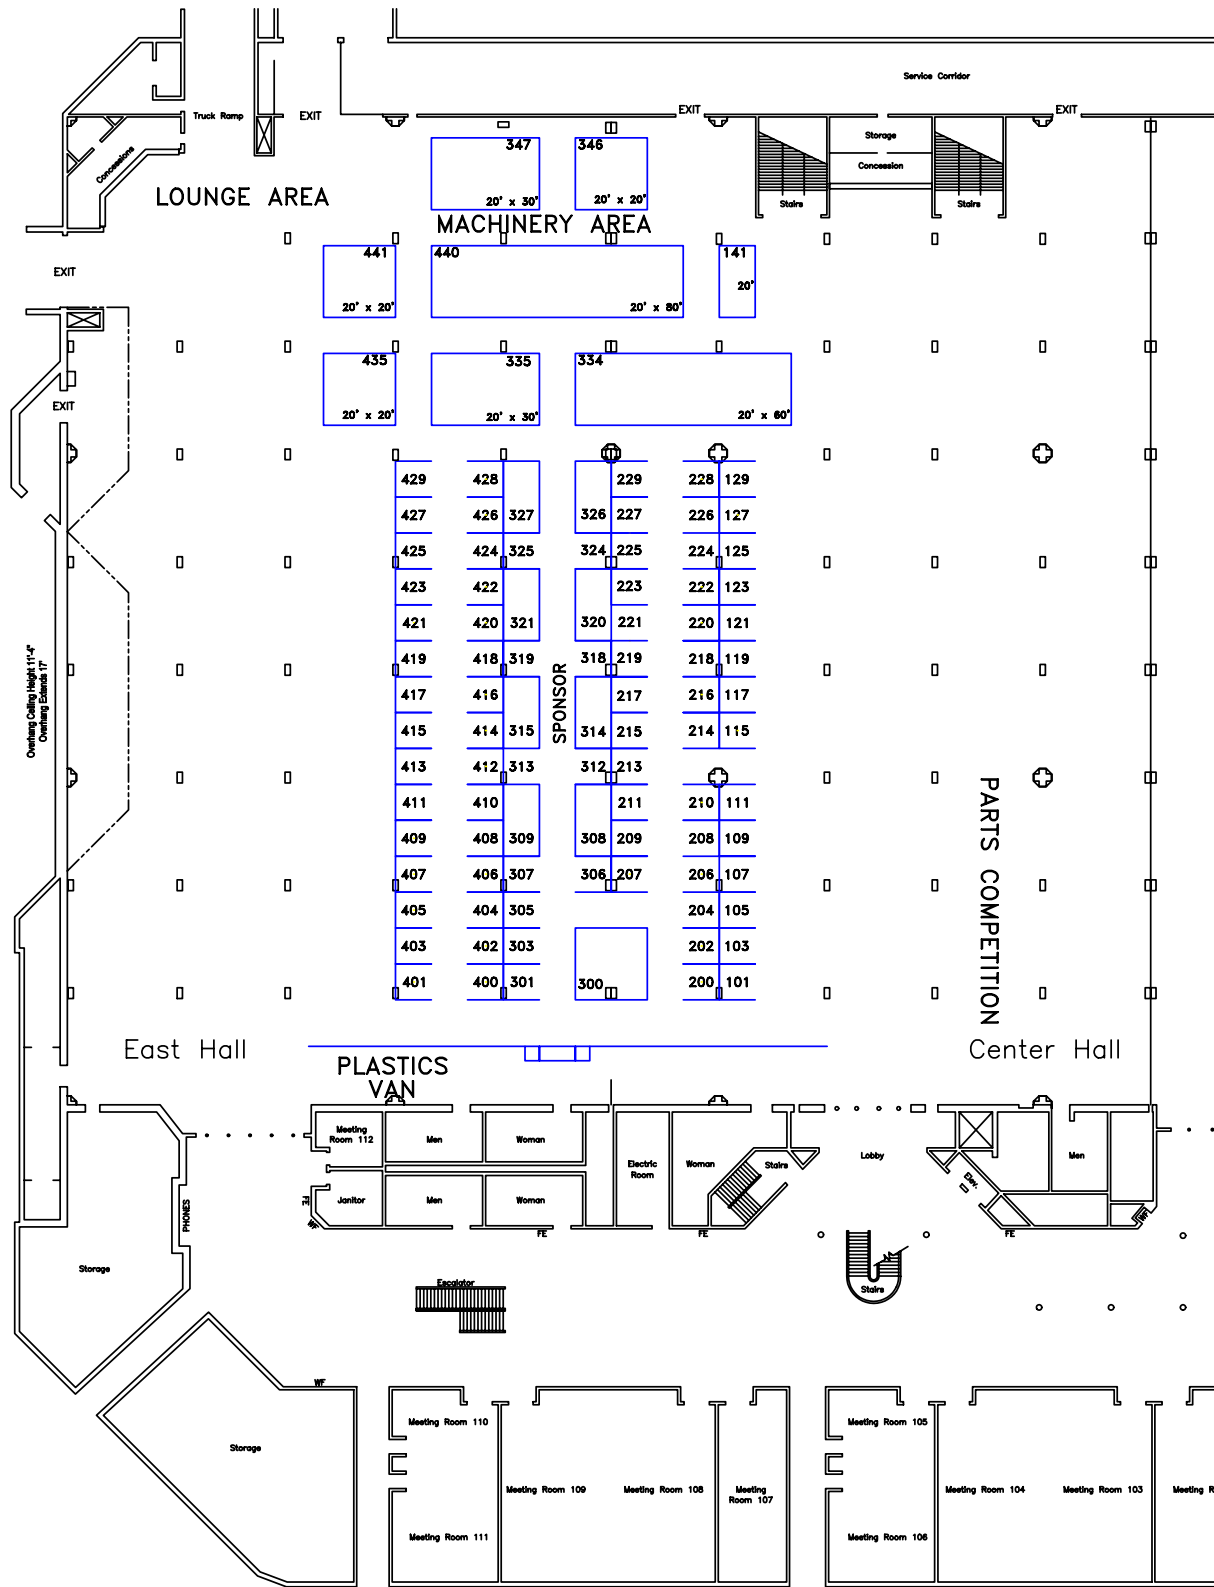 Service Corridor
EXIT
EXIT
EXIT
Truck Ramp
Storage
Concession
Concessions
347
346
20' x 30'
20' x 20'
Stairs
Stairs
LOUNGE AREA
MACHINERY AREA
EXIT
441
440
141
20'
20' x 20'
20' x 80'
435
335
334
EXIT
20' x 20'
20' x 30'
20' x 60'
429 428 229 228 129
427 426 327 326 227 226 127
425 424 325 324 225 224 125
423 422 223 222 123
421 420 321 320 221 220 121
419 418 319 318 219 218 119
417 416 217 216 117
415 414 315 314 215 214 115
413 412 313 312 213
411 410 211 210 111
409 408 309 308 209 208 109
407 406 307 306 207 206 107
405 404 305 204 105
403 402 303 202 103
401 400 301 300 200 101
Overhang Ceiling Height 11'-4"
Overhang Extends 17'
SPONSOR
PARTS COMPETITION
East Hall
Center Hall
PLASTICS
VAN
Meeting
Room 112
Men
Woman
Electric
Room
Woman
Stairs
Lobby
Elev.
Men
Janitor
Men
Woman
PHONES
FE
WF
FE
FE
FE
WF
Storage
Escalator
Stairs
WF
Meeting Room 110
Meeting Room 105
Storage
Meeting Room 109
Meeting Room 108
Meeting
Room 107
Meeting Room 104
Meeting Room 103
Meeting R
Meeting Room 111
Meeting Room 106